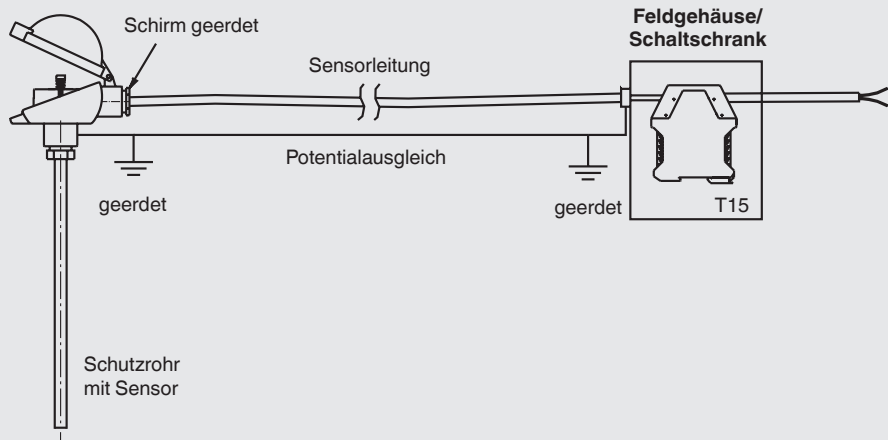 Feldgehäuse/
Schaltschrank
Schirm geerdet
Sensorleitung
Potentialausgleich
geerdet
geerdet
T15
Schutzrohr
mit Sensor